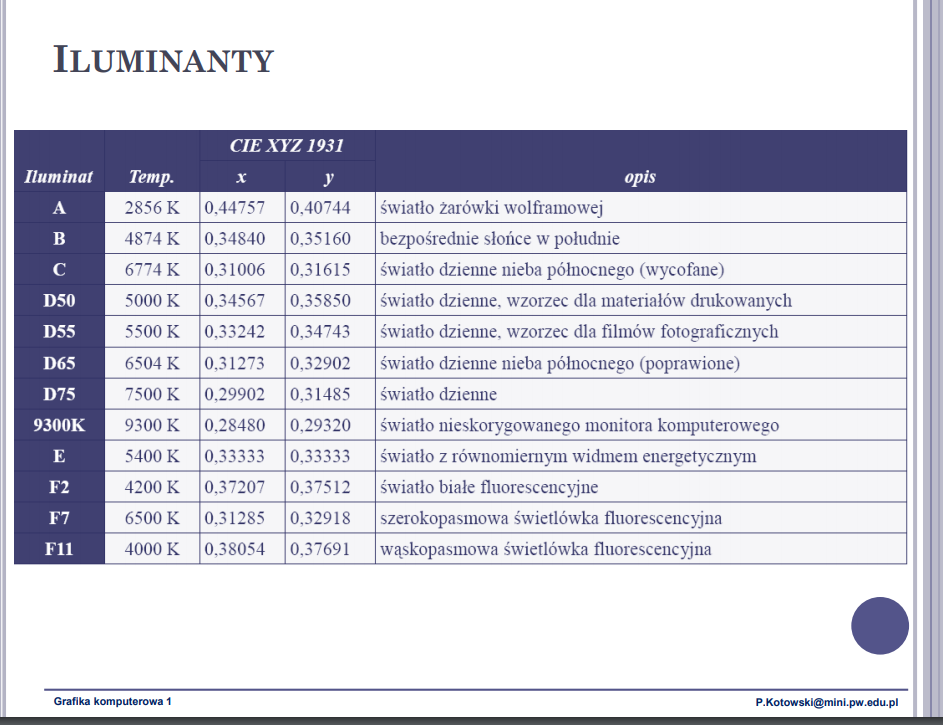 ILUMINANTY
CIE XYZ 1931
Iluminat Temp. x y opis
A 2856 K 0,44757 0,40744 światło żarówki wolframowej
B 4874 K 0,34840 0,35160 bezpośrednie słońce w południe
C 6774 K 0,31006 0,31615 światło dzienne nieba północnego (wycofane)
D50 5000 K 0,34567 0,35850 światło dzienne, wzorzec dla materiałów drukowanych
D55 5500 K 0,33242 0,34743 światło dzienne, wzorzec dla filmów fotograficznych
D65 6504 K 0,31273 0,32902 światło dzienne nieba północnego (poprawione)
D75 7500 K 0,29902 0,31485 światło dzienne
9300K 9300 K 0,28480 0,29320 światło nieskorygowanego monitora komputerowego
E 5400 K 0,33333 0,33333 światło z równomiernym widmem energetycznym
F2 4200 K 0,37207 0,37512 światło białe fluorescencyjne
F7 6500 K 0,31285 0,32918 szerokopasmowa świetlówka fluorescencyjna
F11 4000 K 0,38054 0,37691 wąskopasmowa świetlówka fluorescencyjna
Grafika komputerowa 1 P.Kotowski@mini.pw.edu.pl